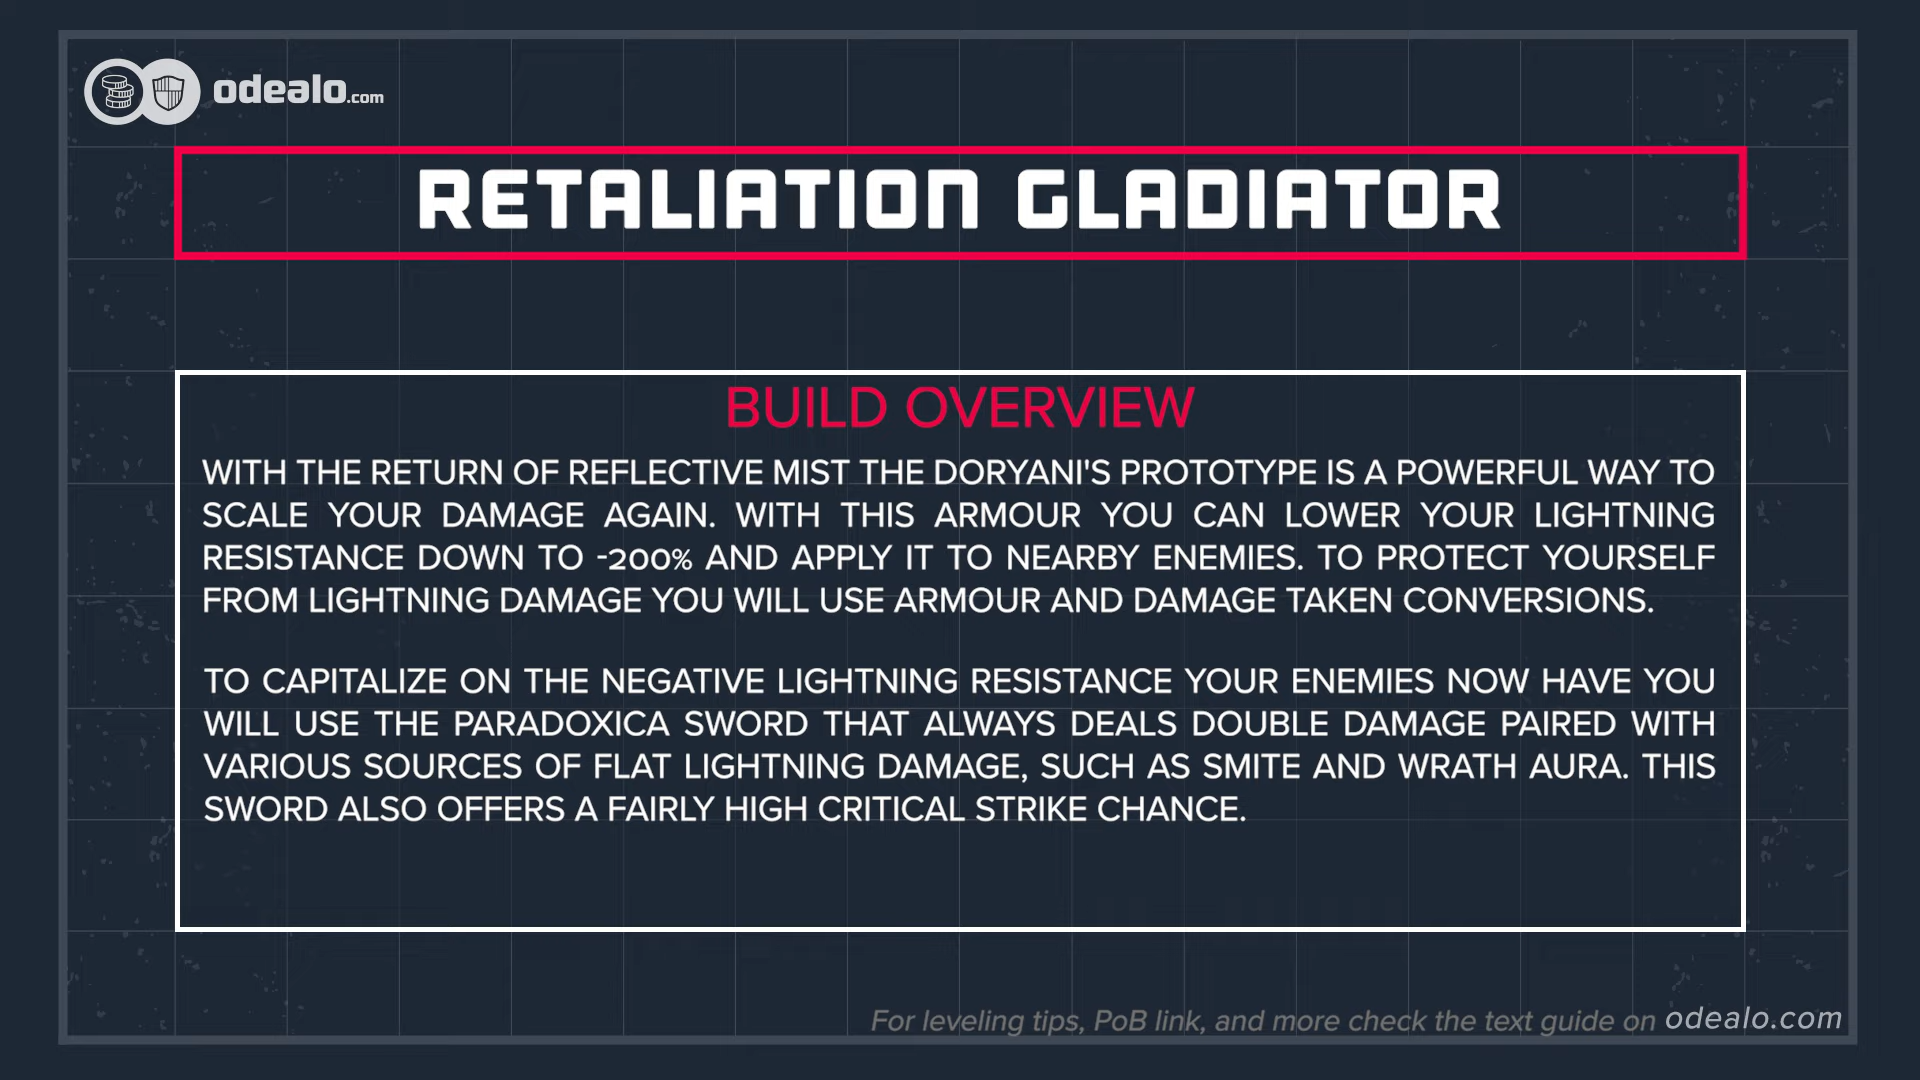 odealo.com
RETALIATION GLADIATOR
BUILD OVERVIEW
WITH THE RETURN OF REFLECTIVE MIST THE DORYANI'S PROTOTYPE IS A POWERFUL WAY TO
SCALE YOUR DAMAGE AGAIN. WITH THIS ARMOUR YOU CAN LOWER YOUR LIGHTNING
RESISTANCE DOWN TO -200% AND APPLY IT TO NEARBY ENEMIES. TO PROTECT YOURSELF
FROM LIGHTNING DAMAGE YOU WILL USE ARMOUR AND DAMAGE TAKEN CONVERSIONS.
TO CAPITALIZE ON THE NEGATIVE LIGHTNING RESISTANCE YOUR ENEMIES NOW HAVE YOU
WILL USE THE PARADOXICA SWORD THAT ALWAYS DEALS DOUBLE DAMAGE PAIRED WITH
VARIOUS SOURCES OF FLAT LIGHTNING DAMAGE, SUCH AS SMITE AND WRATH AURA. THIS
SWORD ALSO OFFERS A FAIRLY HIGH CRITICAL STRIKE CHANCE.
For leveling tips, PoB link, and more check the text guide on odealo.com